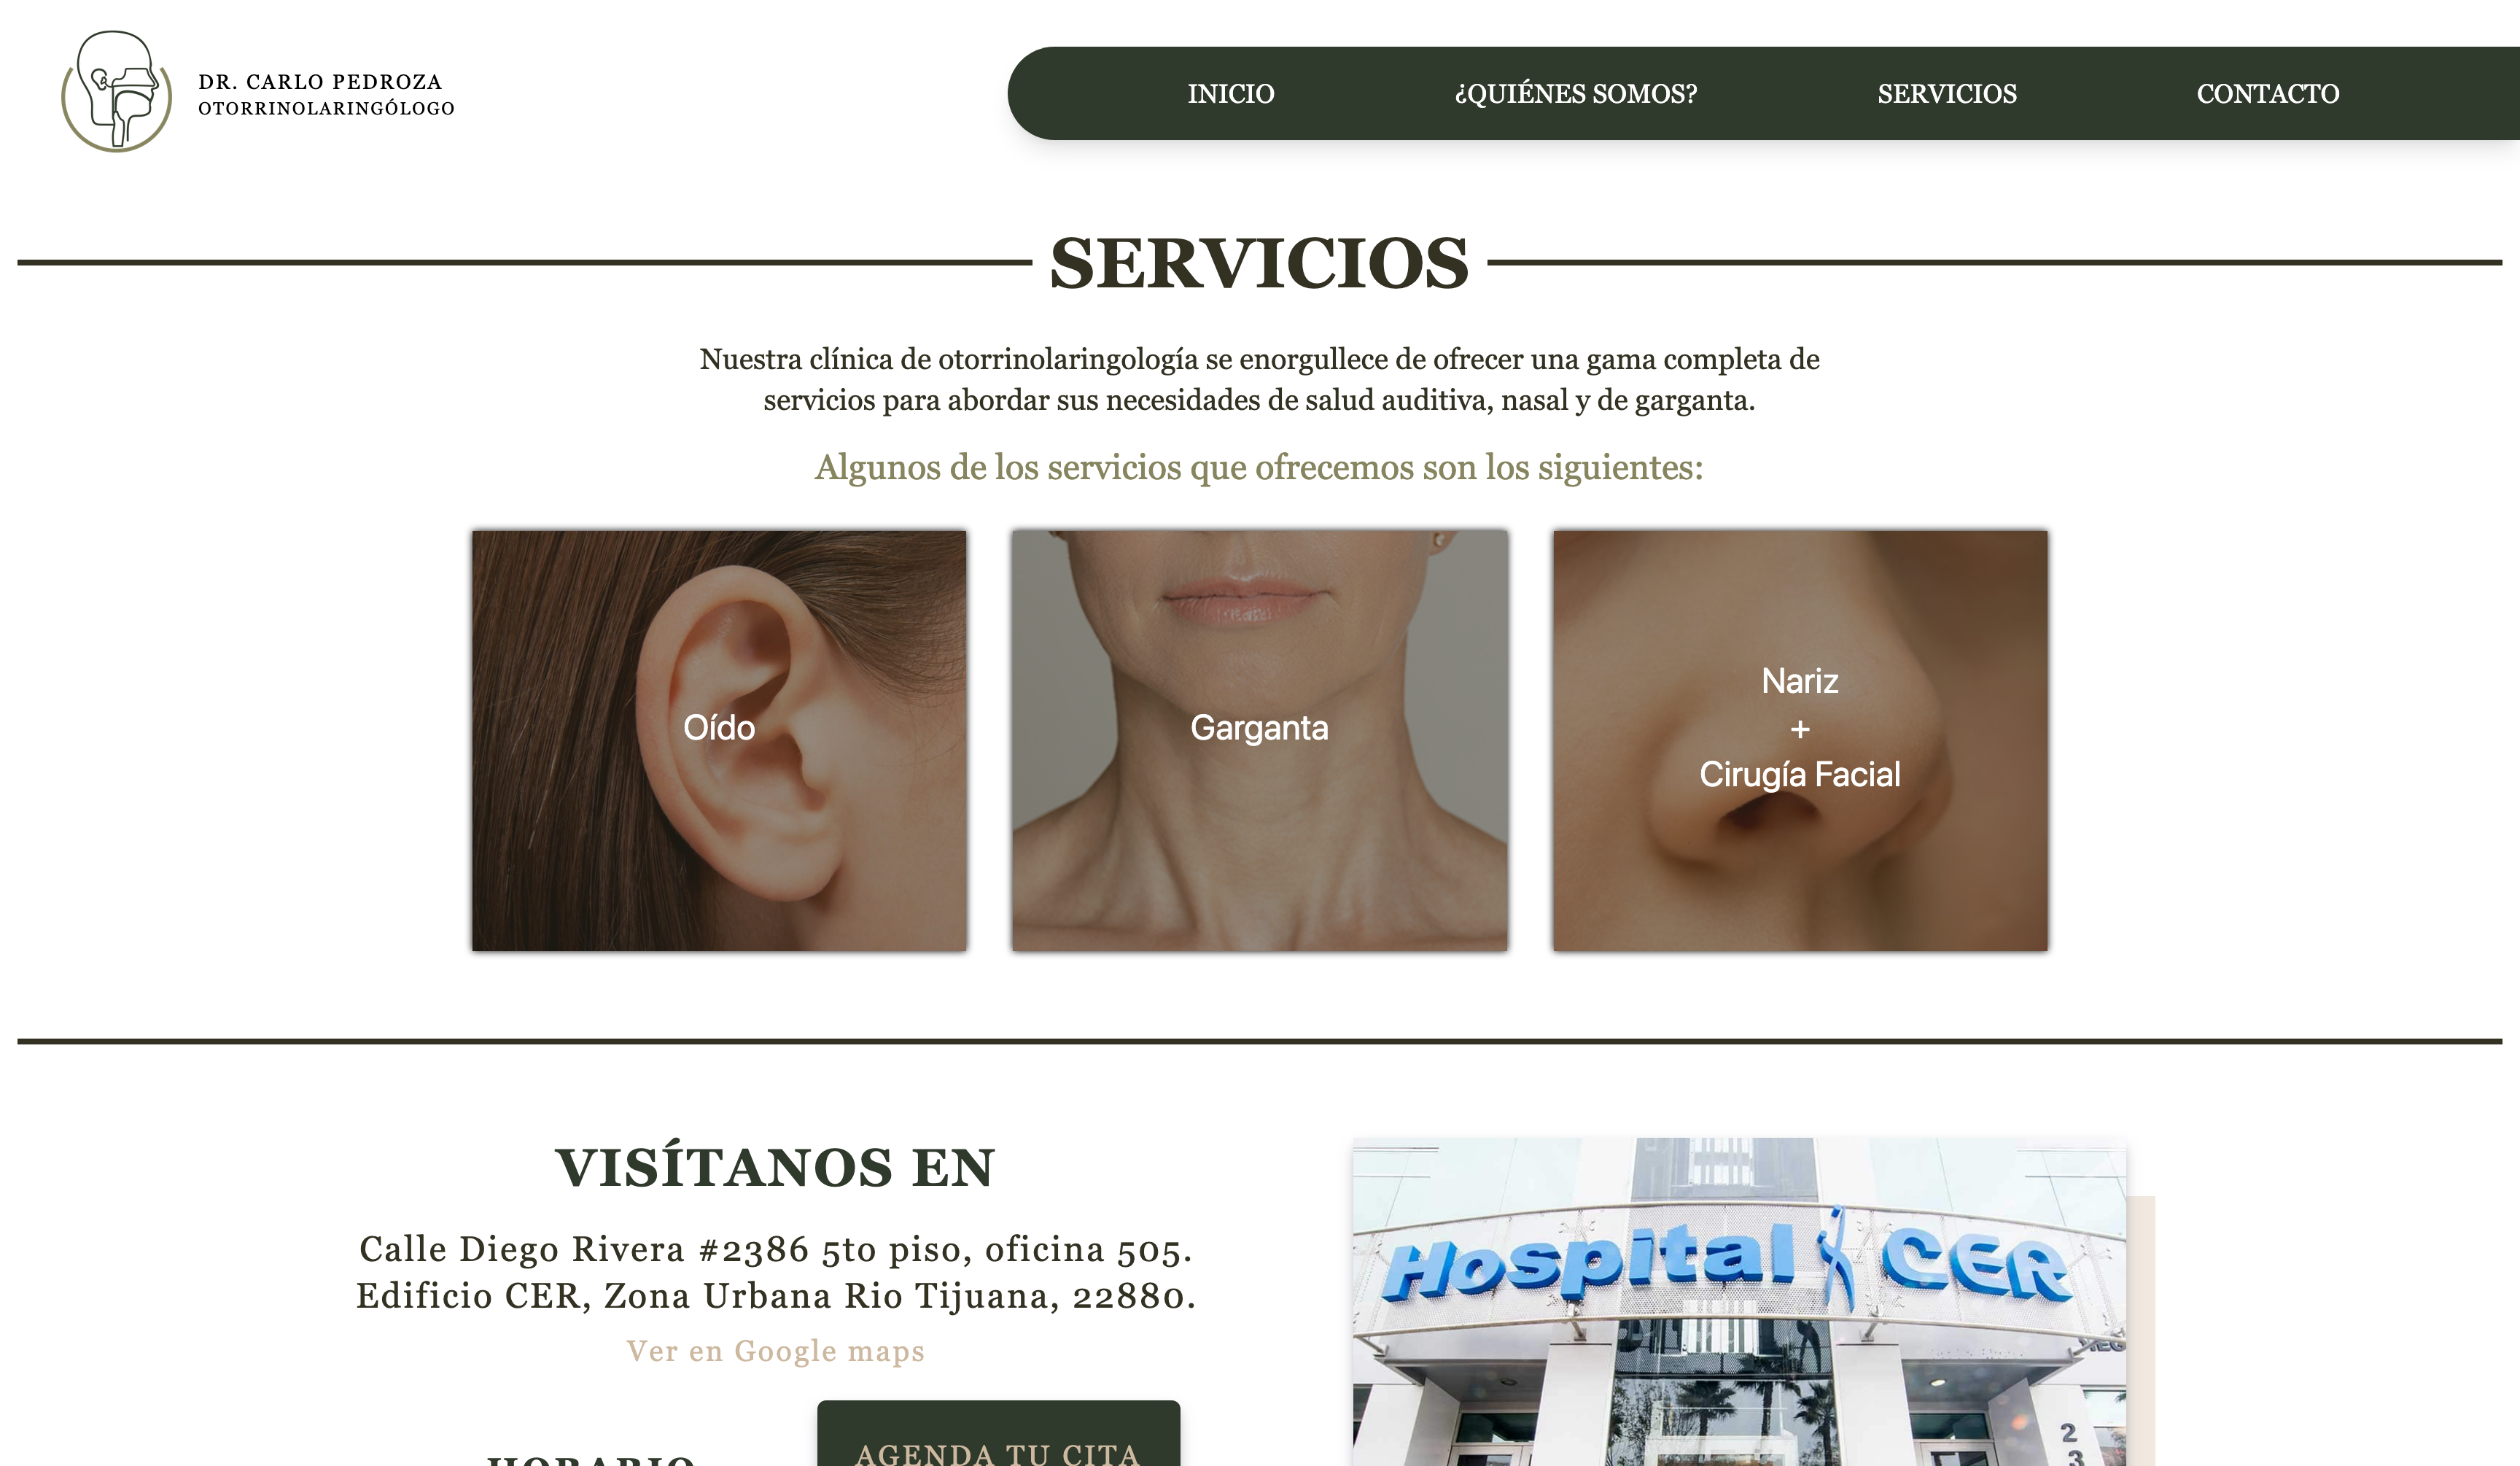 DR. CARLO PEDROZA
OTORRINOLARINGÓLOGO
INICIO
¿QUIÉNES SOMOS?
SERVICIOS
CONTACTO
SERVICIOS
Nuestra clínica de otorrinolaringología se enorgullece de ofrecer una gama completa de
servicios para abordar sus necesidades de salud auditiva, nasal y de garganta.
Algunos de los servicios que ofrecemos son los siguientes:
Oído
Garganta
Nariz
+
Cirugía Facial
VISÍTANOS EN
Calle Diego Rivera #2386 5to piso, oficina 505.
Edificio CER, Zona Urbana Rio Tijuana, 22880.
Ver en Google maps
HORARIO
AGENDA TU CITA
Hospital CER
2
3